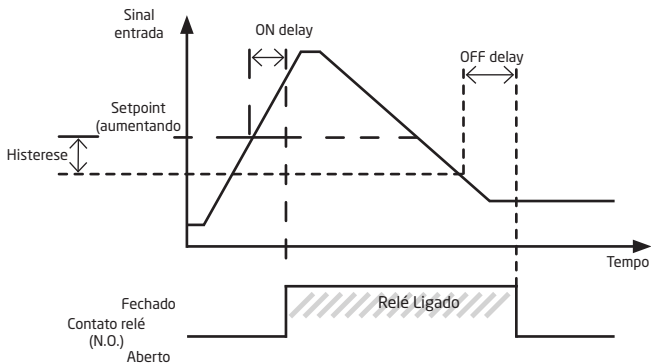 Sinal
entrada
ON delay
OFF delay
Setpoint
(aumentando
Histerese
Tempo
Fechado
Relé Ligado
Contato relé
(N.O.)
Aberto